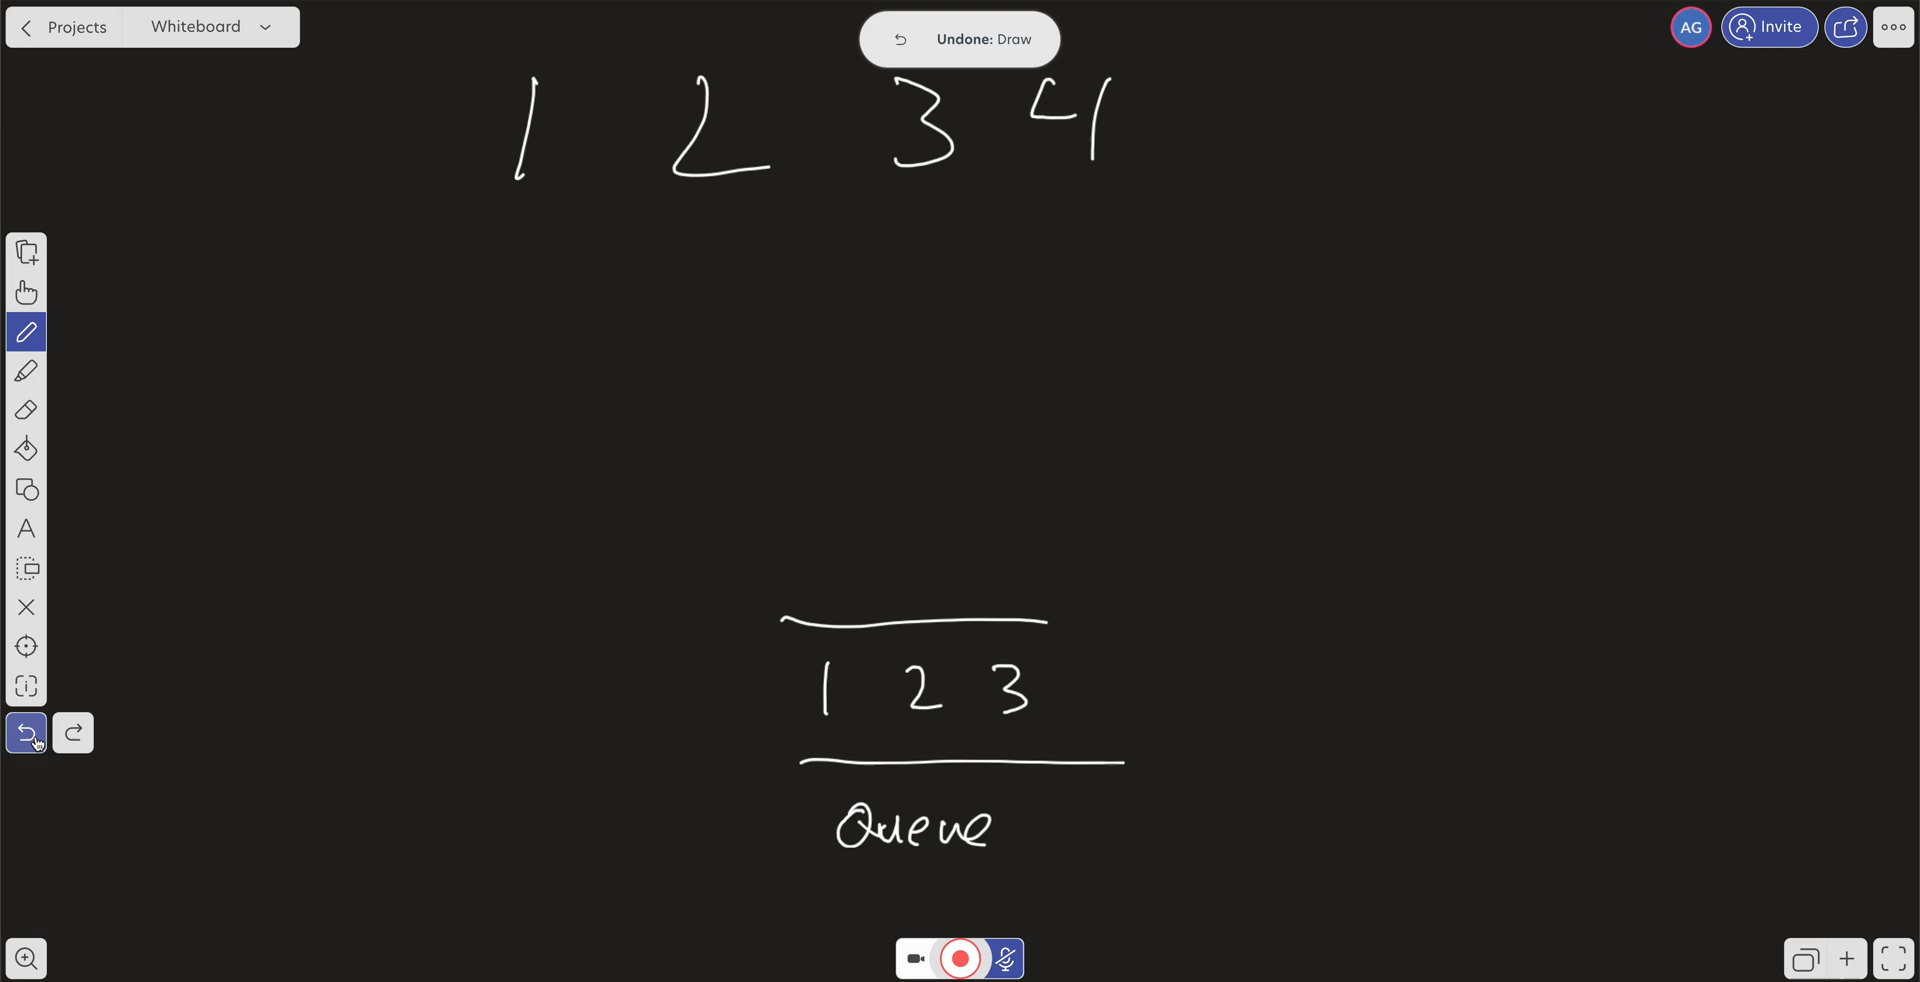 Projects Whiteboard Undone: Draw AG Invite
1 2 3 4
A
1 2 3
Queue